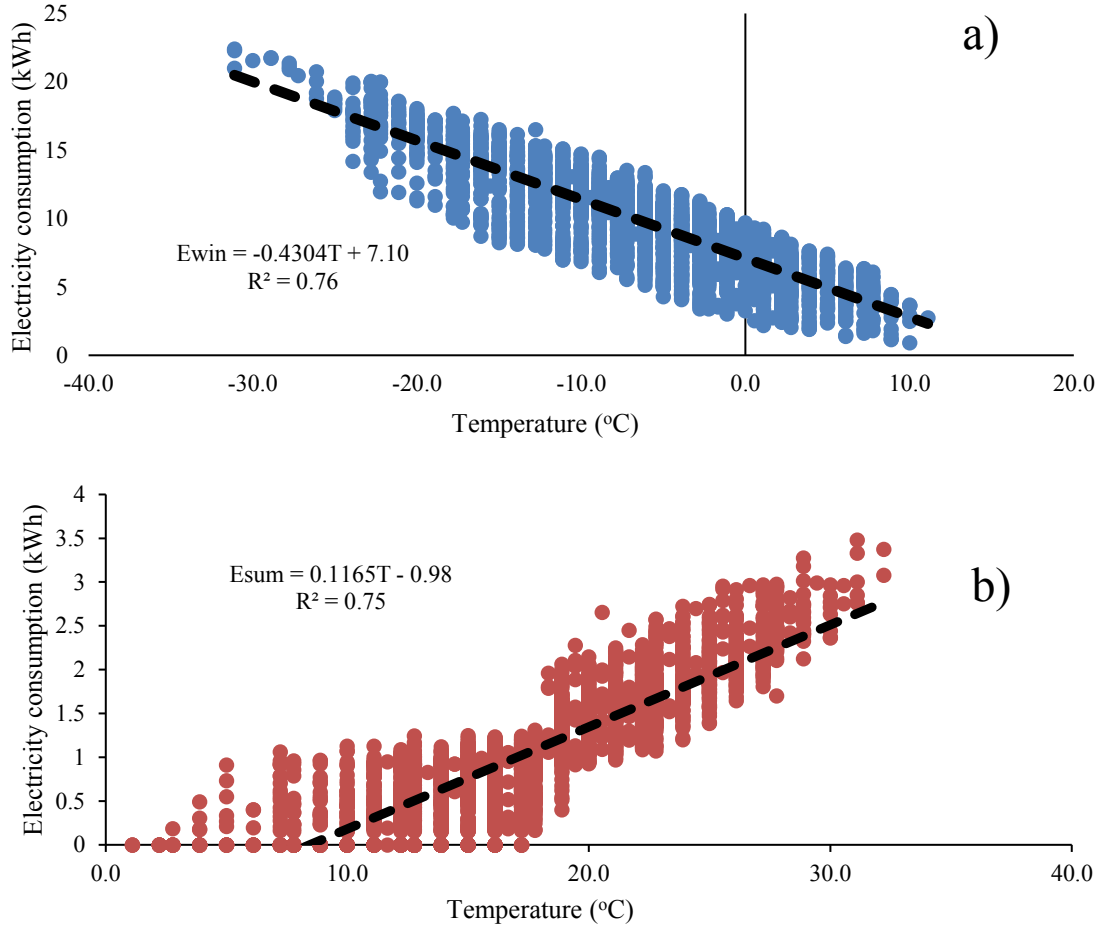 a)
Electricity consumption (kWh)
25
20
15
10
5
0
Ewin = -0.4304T + 7.10
R² = 0.76
-40.0 -30.0 -20.0 -10.0 0.0 10.0 20.0
Temperature (ºC)
b)
Electricity consumption (kWh)
4
3.5
3
2.5
2
1.5
1
0.5
0
Esum = 0.1165T - 0.98
R² = 0.75
0.0 10.0 20.0 30.0 40.0
Temperature (ºC)